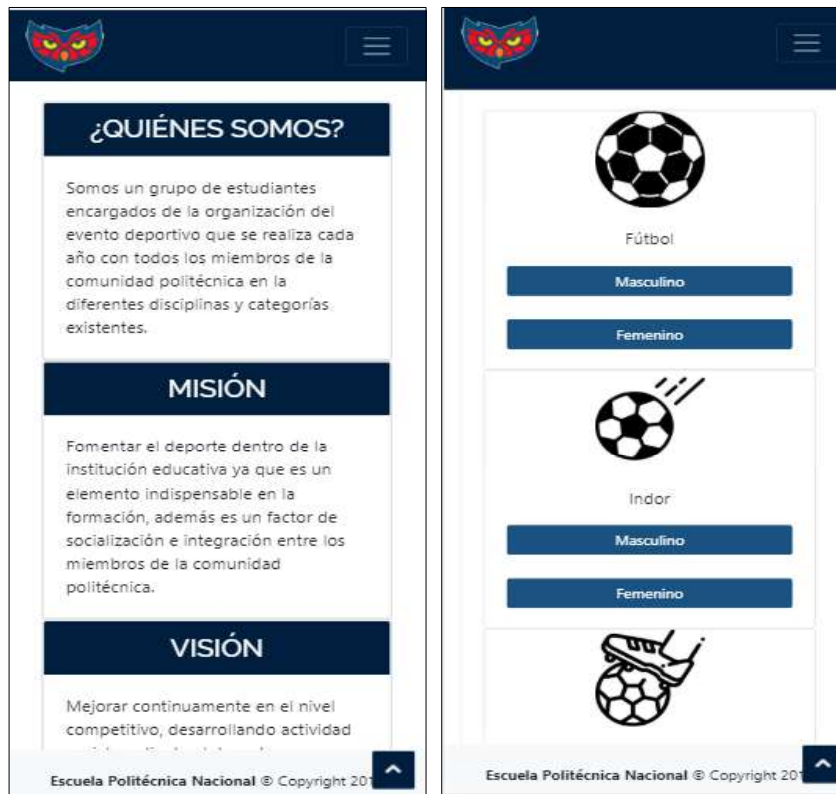 ¿QUIÉNES SOMOS?
Somos un grupo de estudiantes
encargados de la organización del
evento deportivo que se realiza cada
año con todos los miembros de la
comunidad politécnica en la
diferentes disciplinas y categorías
existentes.
MISIÓN
Fomentar el deporte dentro de la
institución educativa ya que es un
elemento indispensable en la
formación, además es un factor de
socialización e integración entre los
miembros de la comunidad
politécnica.
VISIÓN
Mejorar continuamente en el nivel
competitivo, desarrollando actividad
Escuela Politécnica Nacional © Copyright 201
Fútbol
Masculino
Femenino
Indor
Masculino
Femenino
Escuela Politécnica Nacional © Copyright 20